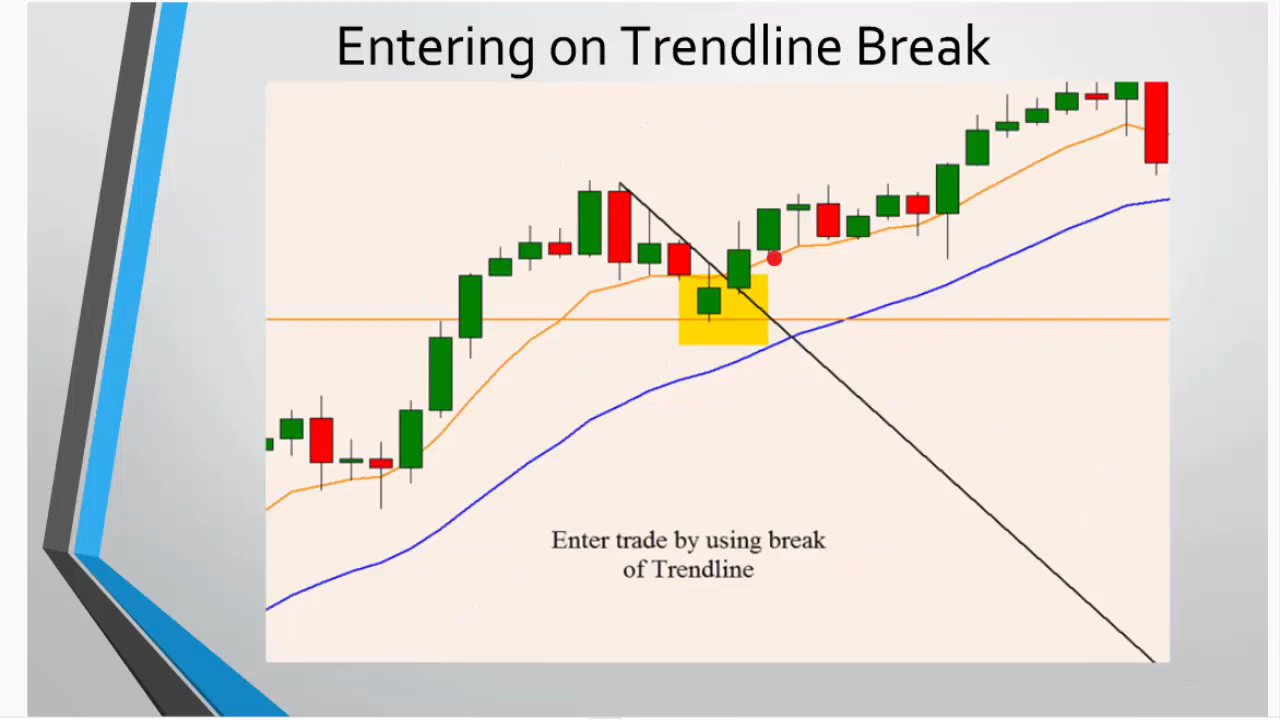 Entering on Trendline Break
Enter trade by using break
of Trendline